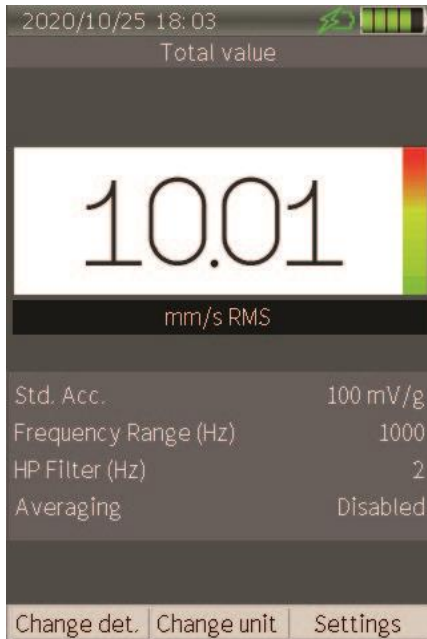 2020/10/25 18:03
Total value
10.01
mm/s RMS
Std. Acc. 100 mV/g
Frequency Range (Hz) 1000
HP Filter (Hz) 2
Averaging Disabled
Change det. Change unit Settings